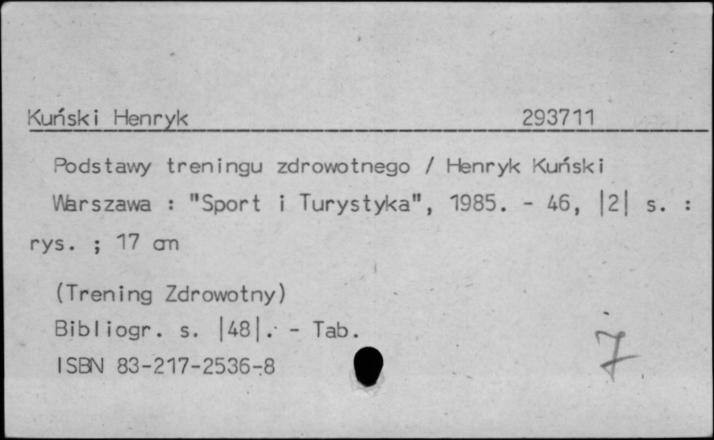 Kuński Henryk 293711
Podstawy treningu zdrowotnego / Henryk Kuński
Warszawa : "Sport i Turystyka", 1985. - 46, |2| s. :
rys. ; 17 cm
(Trening Zdrowotny)
Bibliogr. s. |48|. - Tab.
ISBN 83-217-2536-8
7